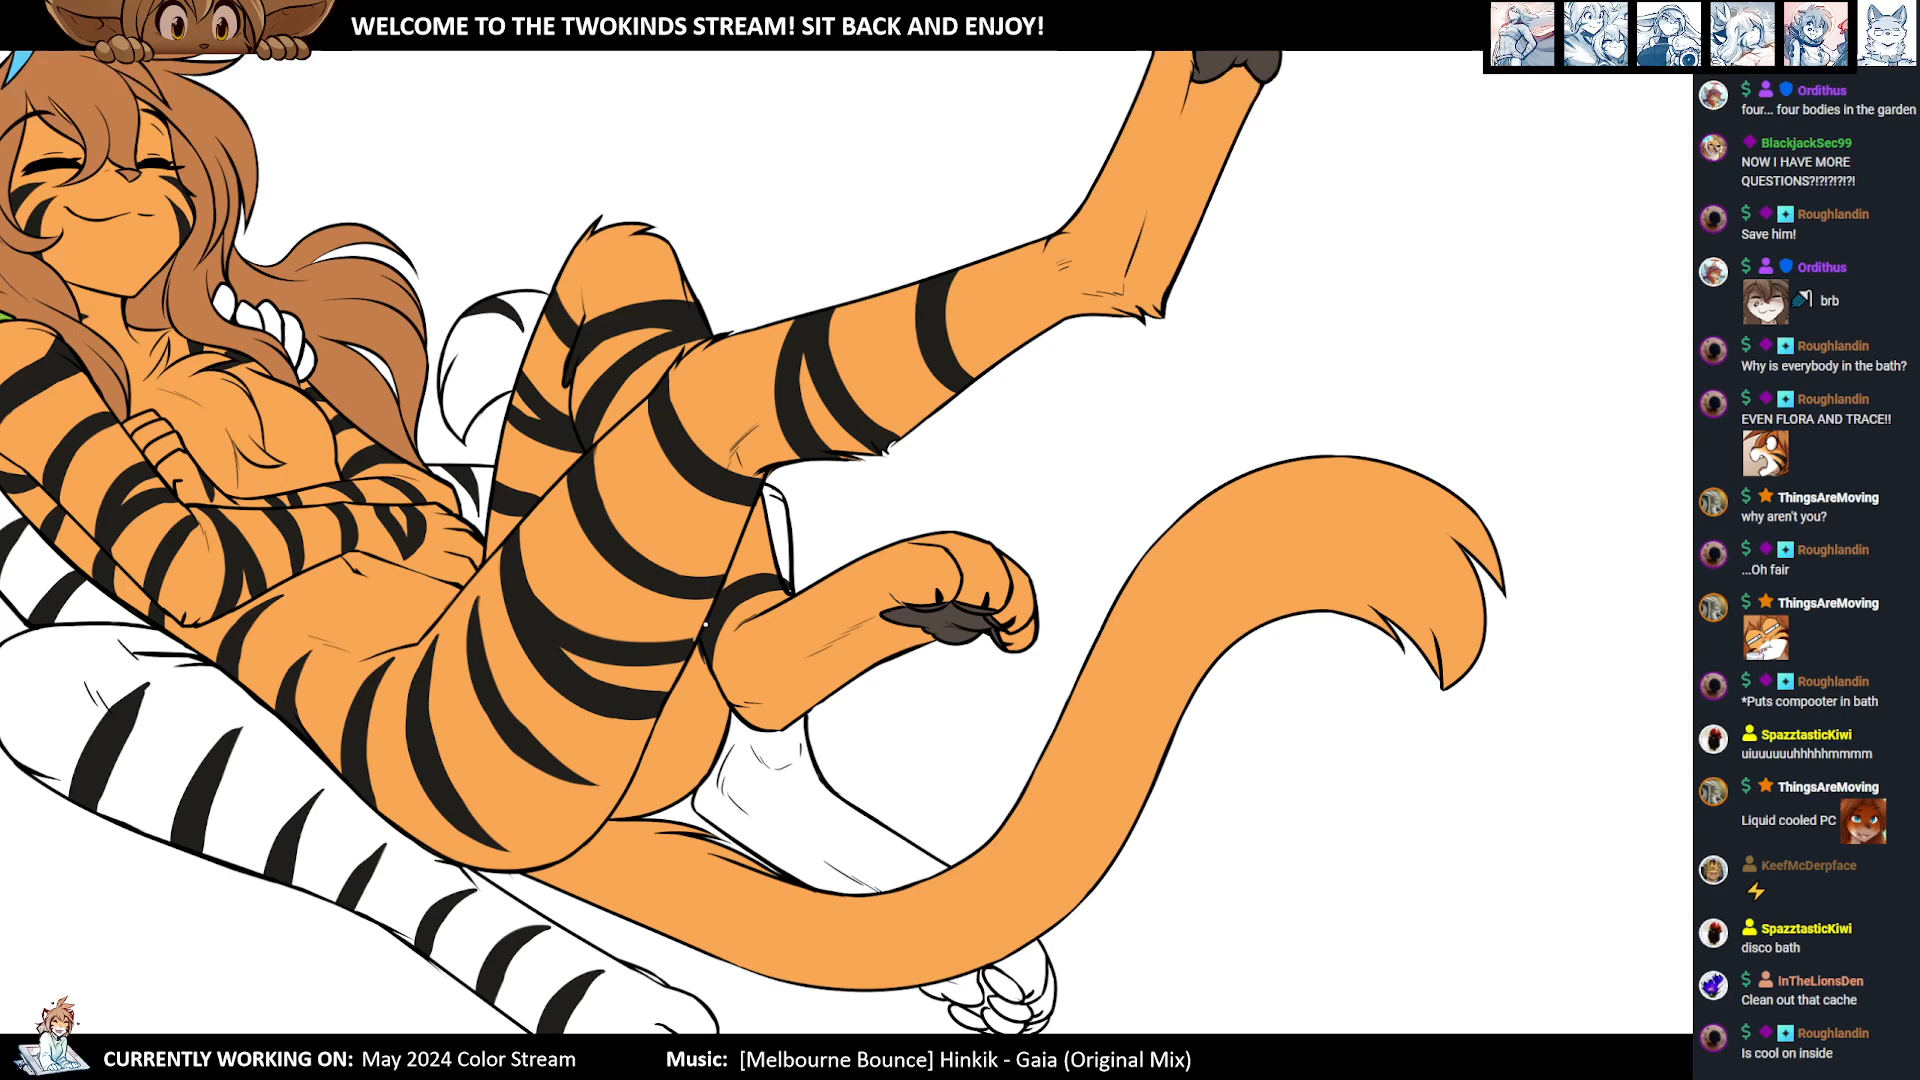 WELCOME TO THE TWOKINDS STREAM! SIT BACK AND ENJOY!
Ordithus
four... four bodies in the garden
BlackjackSec99
NOW I HAVE MORE
QUESTIONS?!?!?!?!?!
Roughlandin
Save him!
Ordithus
brb
Roughlandin
Why is everybody in the bath?
Roughlandin
EVEN FLORA AND TRACE!!
ThingsAreMoving
why aren't you?
Roughlandin
...Oh fair
ThingsAreMoving
Roughlandin
*Puts compooter in bath
SpazztasticKiwi
uiuuuuuuhhhhhmmmm
ThingsAreMoving
Liquid cooled PC
KeefMcDerpface
SpazztasticKiwi
disco bath
InTheLionsDen
Clean out that cache
Roughlandin
Is cool on inside
CURRENTLY WORKING ON: May 2024 Color Stream
Music: [Melbourne Bounce] Hinkik - Gaia (Original Mix)